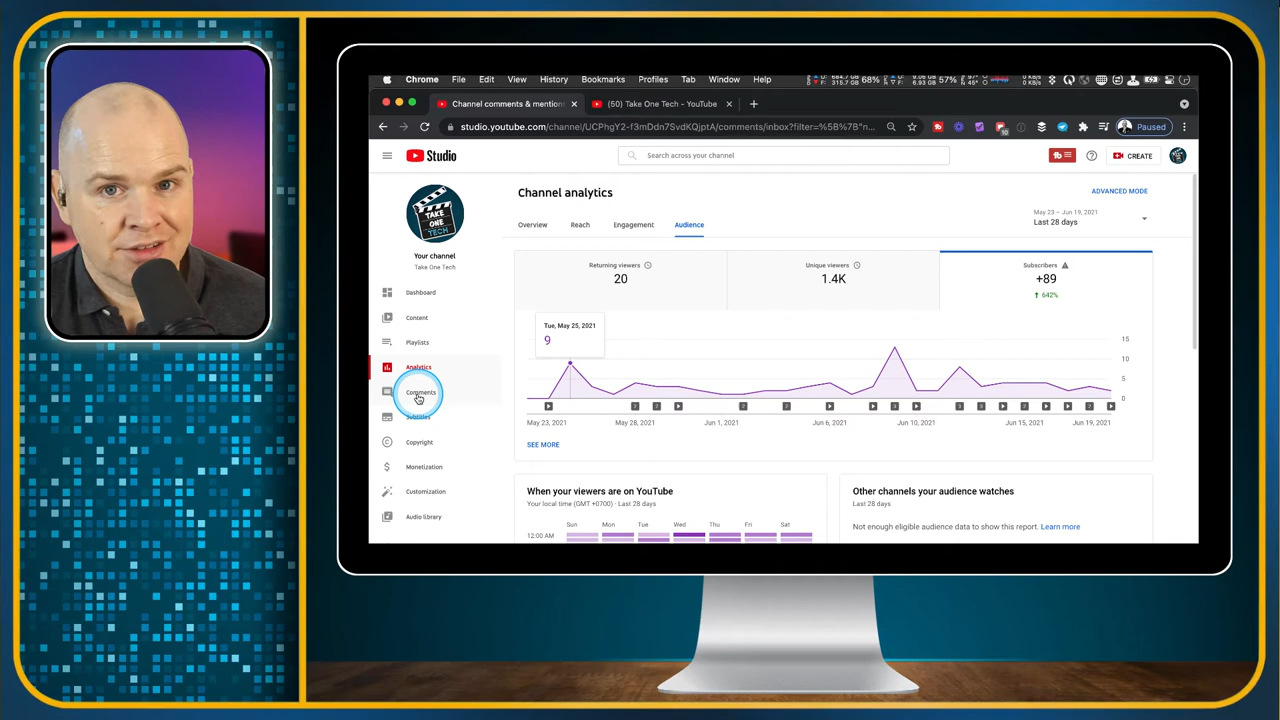 Chrome File Edit View History Bookmarks Profiles Tab Window Help
68% 57%
Channel comments & mention
(50) Take One Tech - YouTube
studio.youtube.com/channel/UCPhgY2-f3mDdn7SvdKQjptA/comments/inbox?filter=%5B%7B"n...
Paused
Studio
Search across your channel
CREATE
TAKE
ONE
TECH
Your channel
Take One Tech
Dashboard
Content
Playlists
Analytics
Comments
Subtitles
Copyright
Monetization
Customization
Audio library
Channel analytics
ADVANCED MODE
May 23 – Jun 19, 2021
Last 28 days
Overview Reach Engagement Audience
Returning viewers
20
Unique viewers
1.4K
Subscribers
+89
642%
Tue, May 25, 2021
9
15
10
5
0
May 23, 2021 May 28, 2021 Jun 1, 2021 Jun 6, 2021 Jun 10, 2021 Jun 15, 2021 Jun 19, 2021
SEE MORE
When your viewers are on YouTube
Your local time (GMT +0700) · Last 28 days
Sun Mon Tue Wed Thu Fri Sat
12:00 AM
Other channels your audience watches
Last 28 days
Not enough eligible audience data to show this report. Learn more